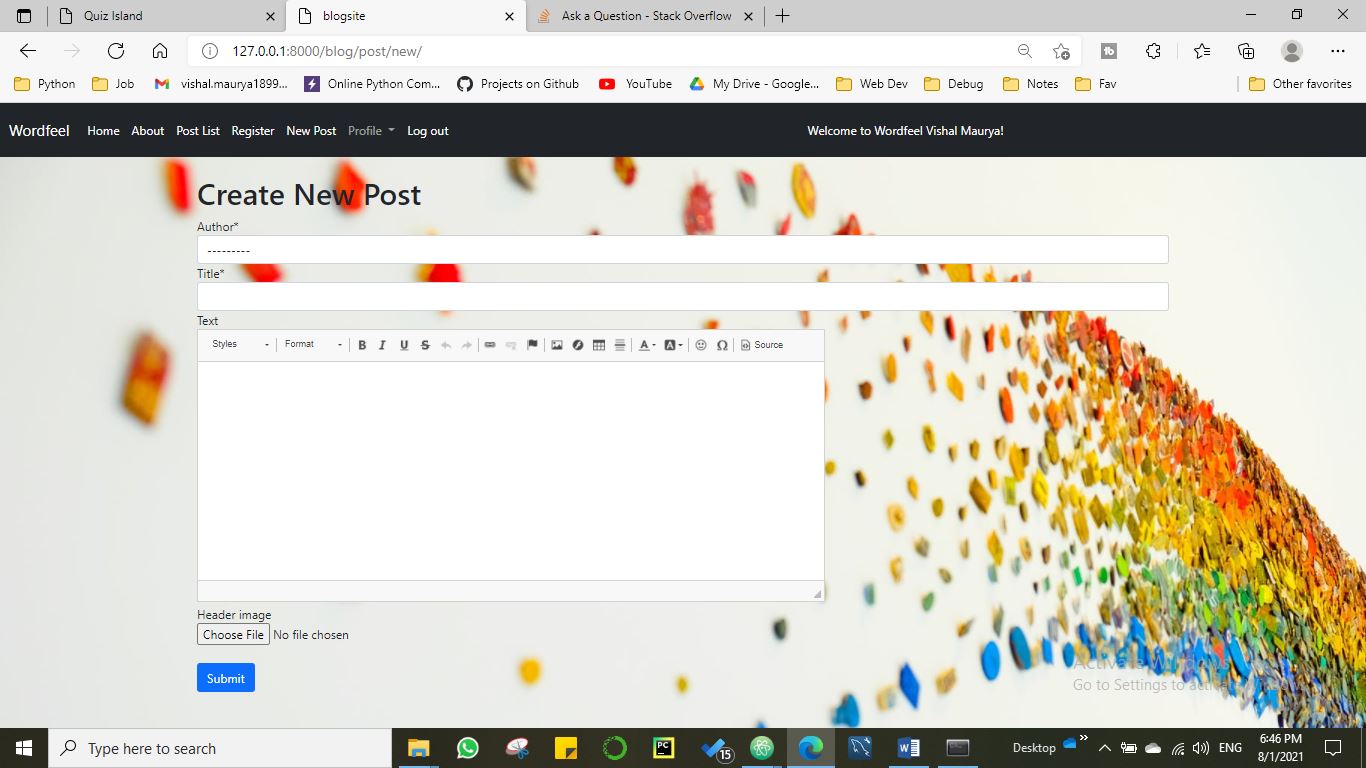 Quiz Island
blogsite
Ask a Question - Stack Overflow
127.0.0.1:8000/blog/post/new/
Python
Job
vishal.maurya1899...
Online Python Com...
Projects on Github
YouTube
My Drive - Google...
Web Dev
Debug
Notes
Fav
Other favorites
Wordfeel
Home
About
Post List
Register
New Post
Profile
Log out
Welcome to Wordfeel Vishal Maurya!
Create New Post
Author*
---------
Title*
Text
Styles
Format
B I U S
A
A
Ω
Source
Header image
Choose File No file chosen
Submit
Activate Windows
Go to Settings to activate Windows.
Type here to search
PC
15
W
Desktop
ENG
6:46 PM
8/1/2021